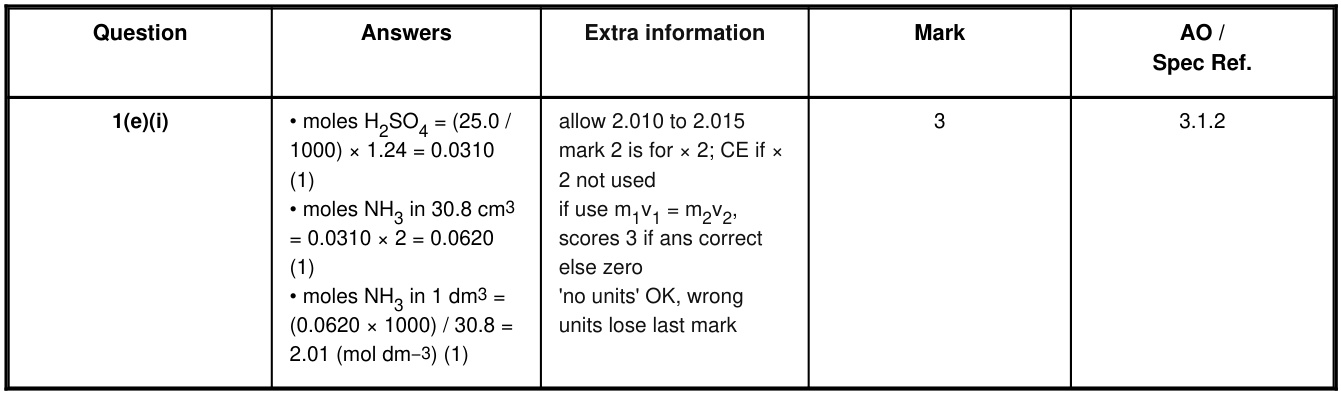 Question Answers Extra information Mark AO /
Spec Ref.
1(e)(i)
• moles H₂SO₄ = (25.0 /
1000) × 1.24 = 0.0310
(1)
• moles NH₃ in 30.8 cm³
= 0.0310 × 2 = 0.0620
(1)
• moles NH₃ in 1 dm³ =
(0.0620 × 1000) / 30.8 =
2.01 (mol dm⁻³) (1)
allow 2.010 to 2.015
mark 2 is for × 2; CE if ×
2 not used
if use m₁v₁ = m₂v₂,
scores 3 if ans correct
else zero
'no units' OK, wrong
units lose last mark
3
3.1.2